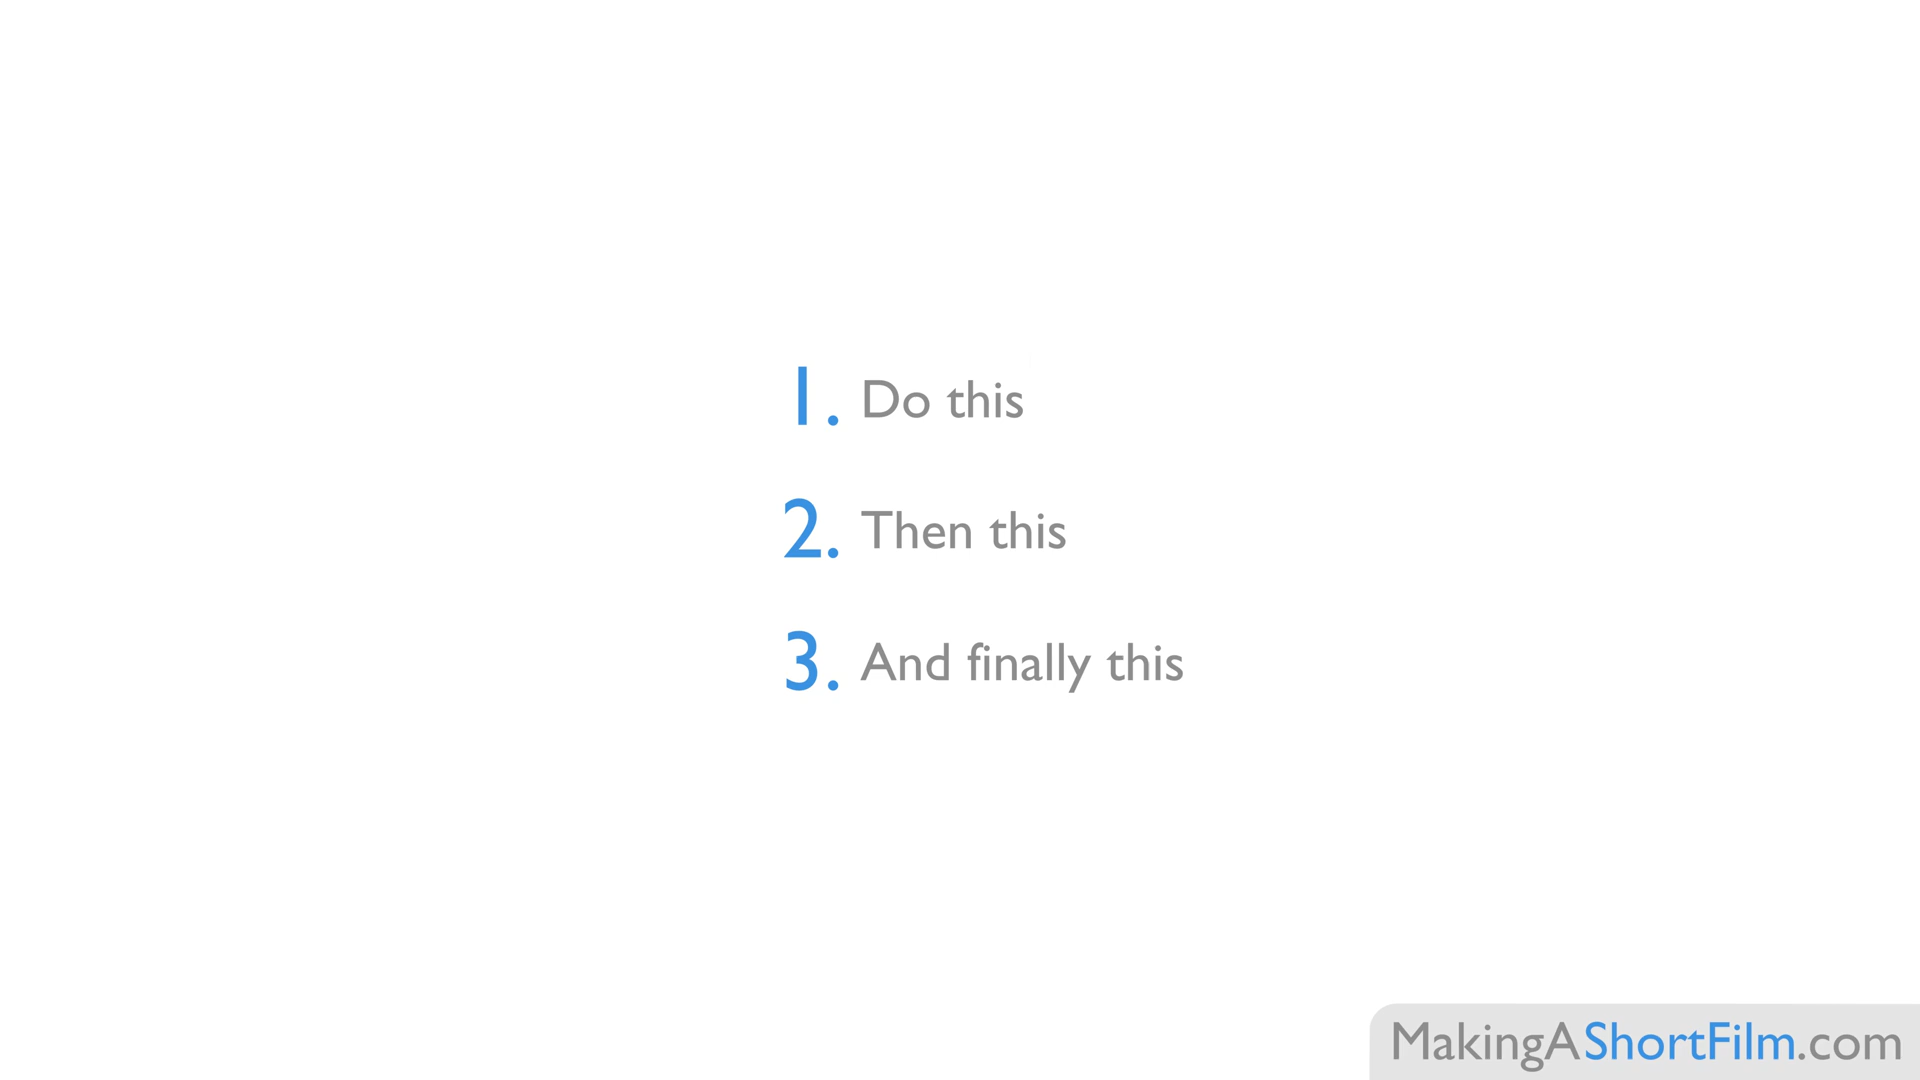 1. Do this
2. Then this
3. And finally this
MakingAShortFilm.com